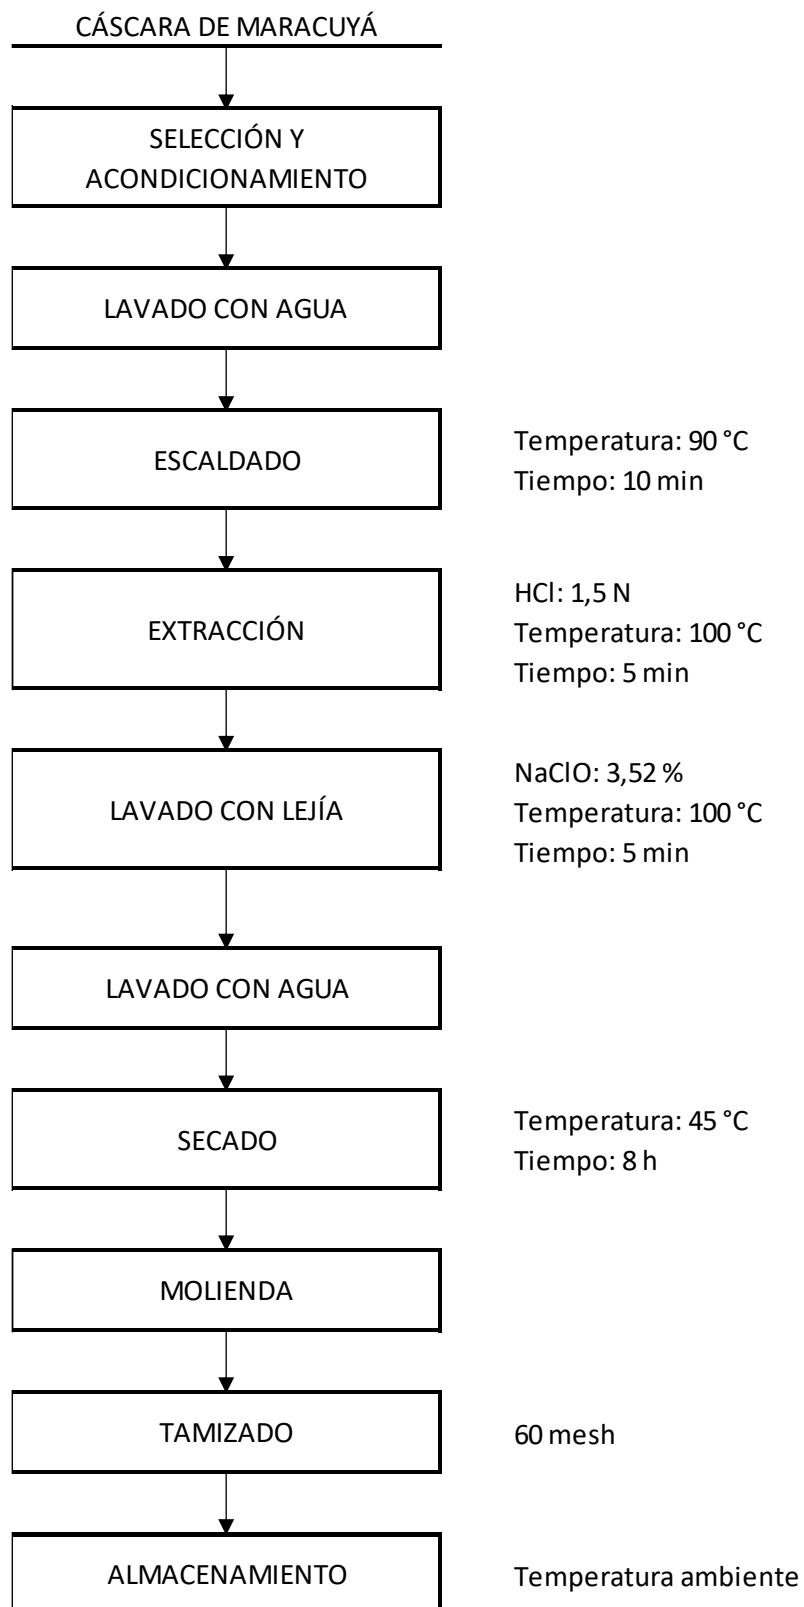 CÁSCARA DE MARACUYÁ
SELECCIÓN Y
ACONDICIONAMIENTO
LAVADO CON AGUA
ESCALDADO
Temperatura: 90 °C
Tiempo: 10 min
EXTRACCIÓN
HCl: 1,5 N
Temperatura: 100 °C
Tiempo: 5 min
LAVADO CON LEJÍA
NaClO: 3,52 %
Temperatura: 100 °C
Tiempo: 5 min
LAVADO CON AGUA
SECADO
Temperatura: 45 °C
Tiempo: 8 h
MOLIENDA
TAMIZADO
60 mesh
ALMACENAMIENTO
Temperatura ambiente